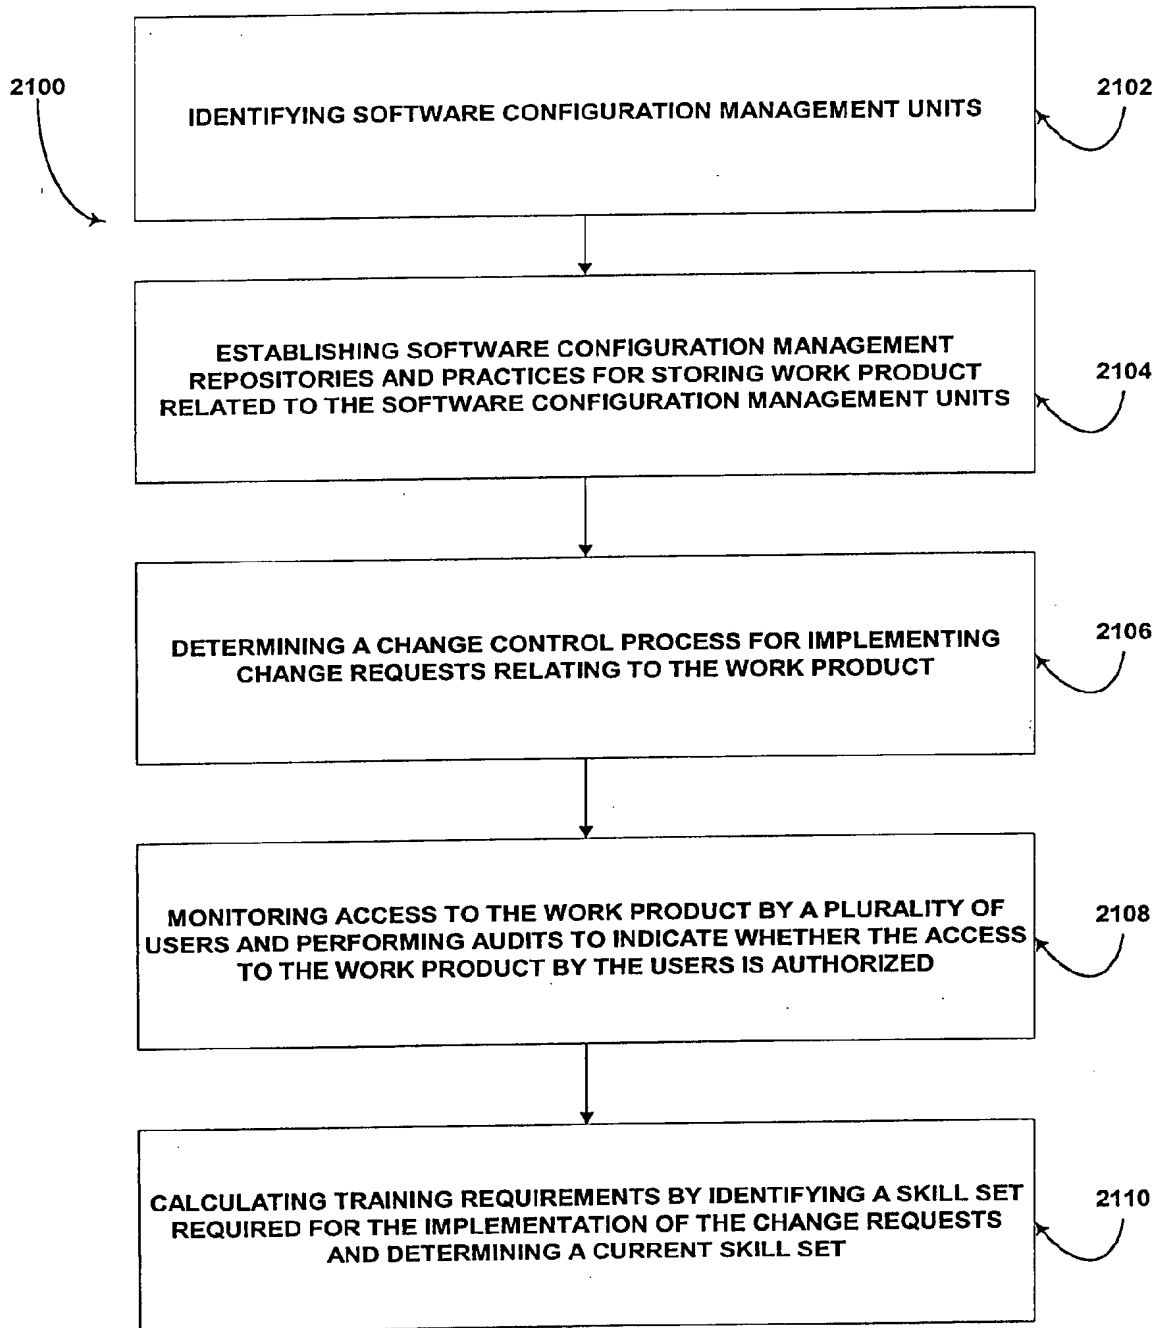 2100
IDENTIFYING SOFTWARE CONFIGURATION MANAGEMENT UNITS
2102
ESTABLISHING SOFTWARE CONFIGURATION MANAGEMENT
REPOSITORIES AND PRACTICES FOR STORING WORK PRODUCT
RELATED TO THE SOFTWARE CONFIGURATION MANAGEMENT UNITS
2104
DETERMINING A CHANGE CONTROL PROCESS FOR IMPLEMENTING
CHANGE REQUESTS RELATING TO THE WORK PRODUCT
2106
MONITORING ACCESS TO THE WORK PRODUCT BY A PLURALITY OF
USERS AND PERFORMING AUDITS TO INDICATE WHETHER THE ACCESS
TO THE WORK PRODUCT BY THE USERS IS AUTHORIZED
2108
CALCULATING TRAINING REQUIREMENTS BY IDENTIFYING A SKILL SET
REQUIRED FOR THE IMPLEMENTATION OF THE CHANGE REQUESTS
AND DETERMINING A CURRENT SKILL SET
2110